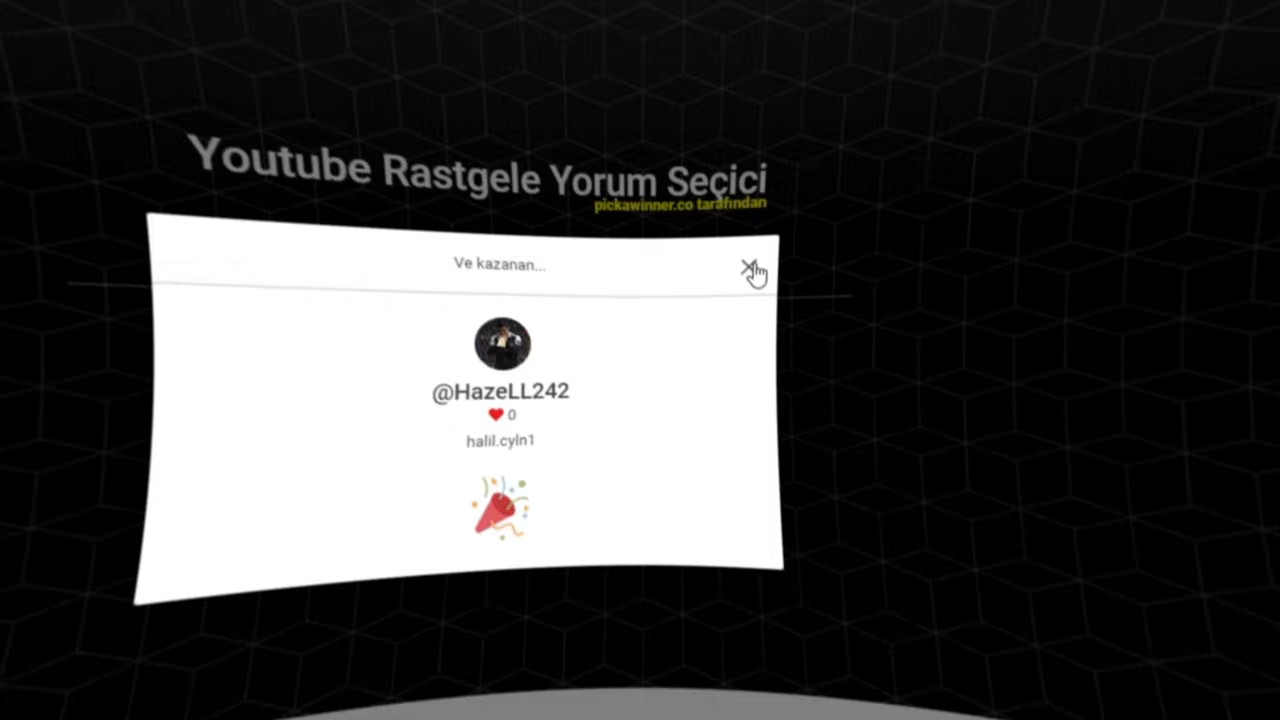 Youtube Rastgele Yorum Seçici
pickawinner.co tarafından
Ve kazanan...
@HazeLL242
0
halil.cyln1